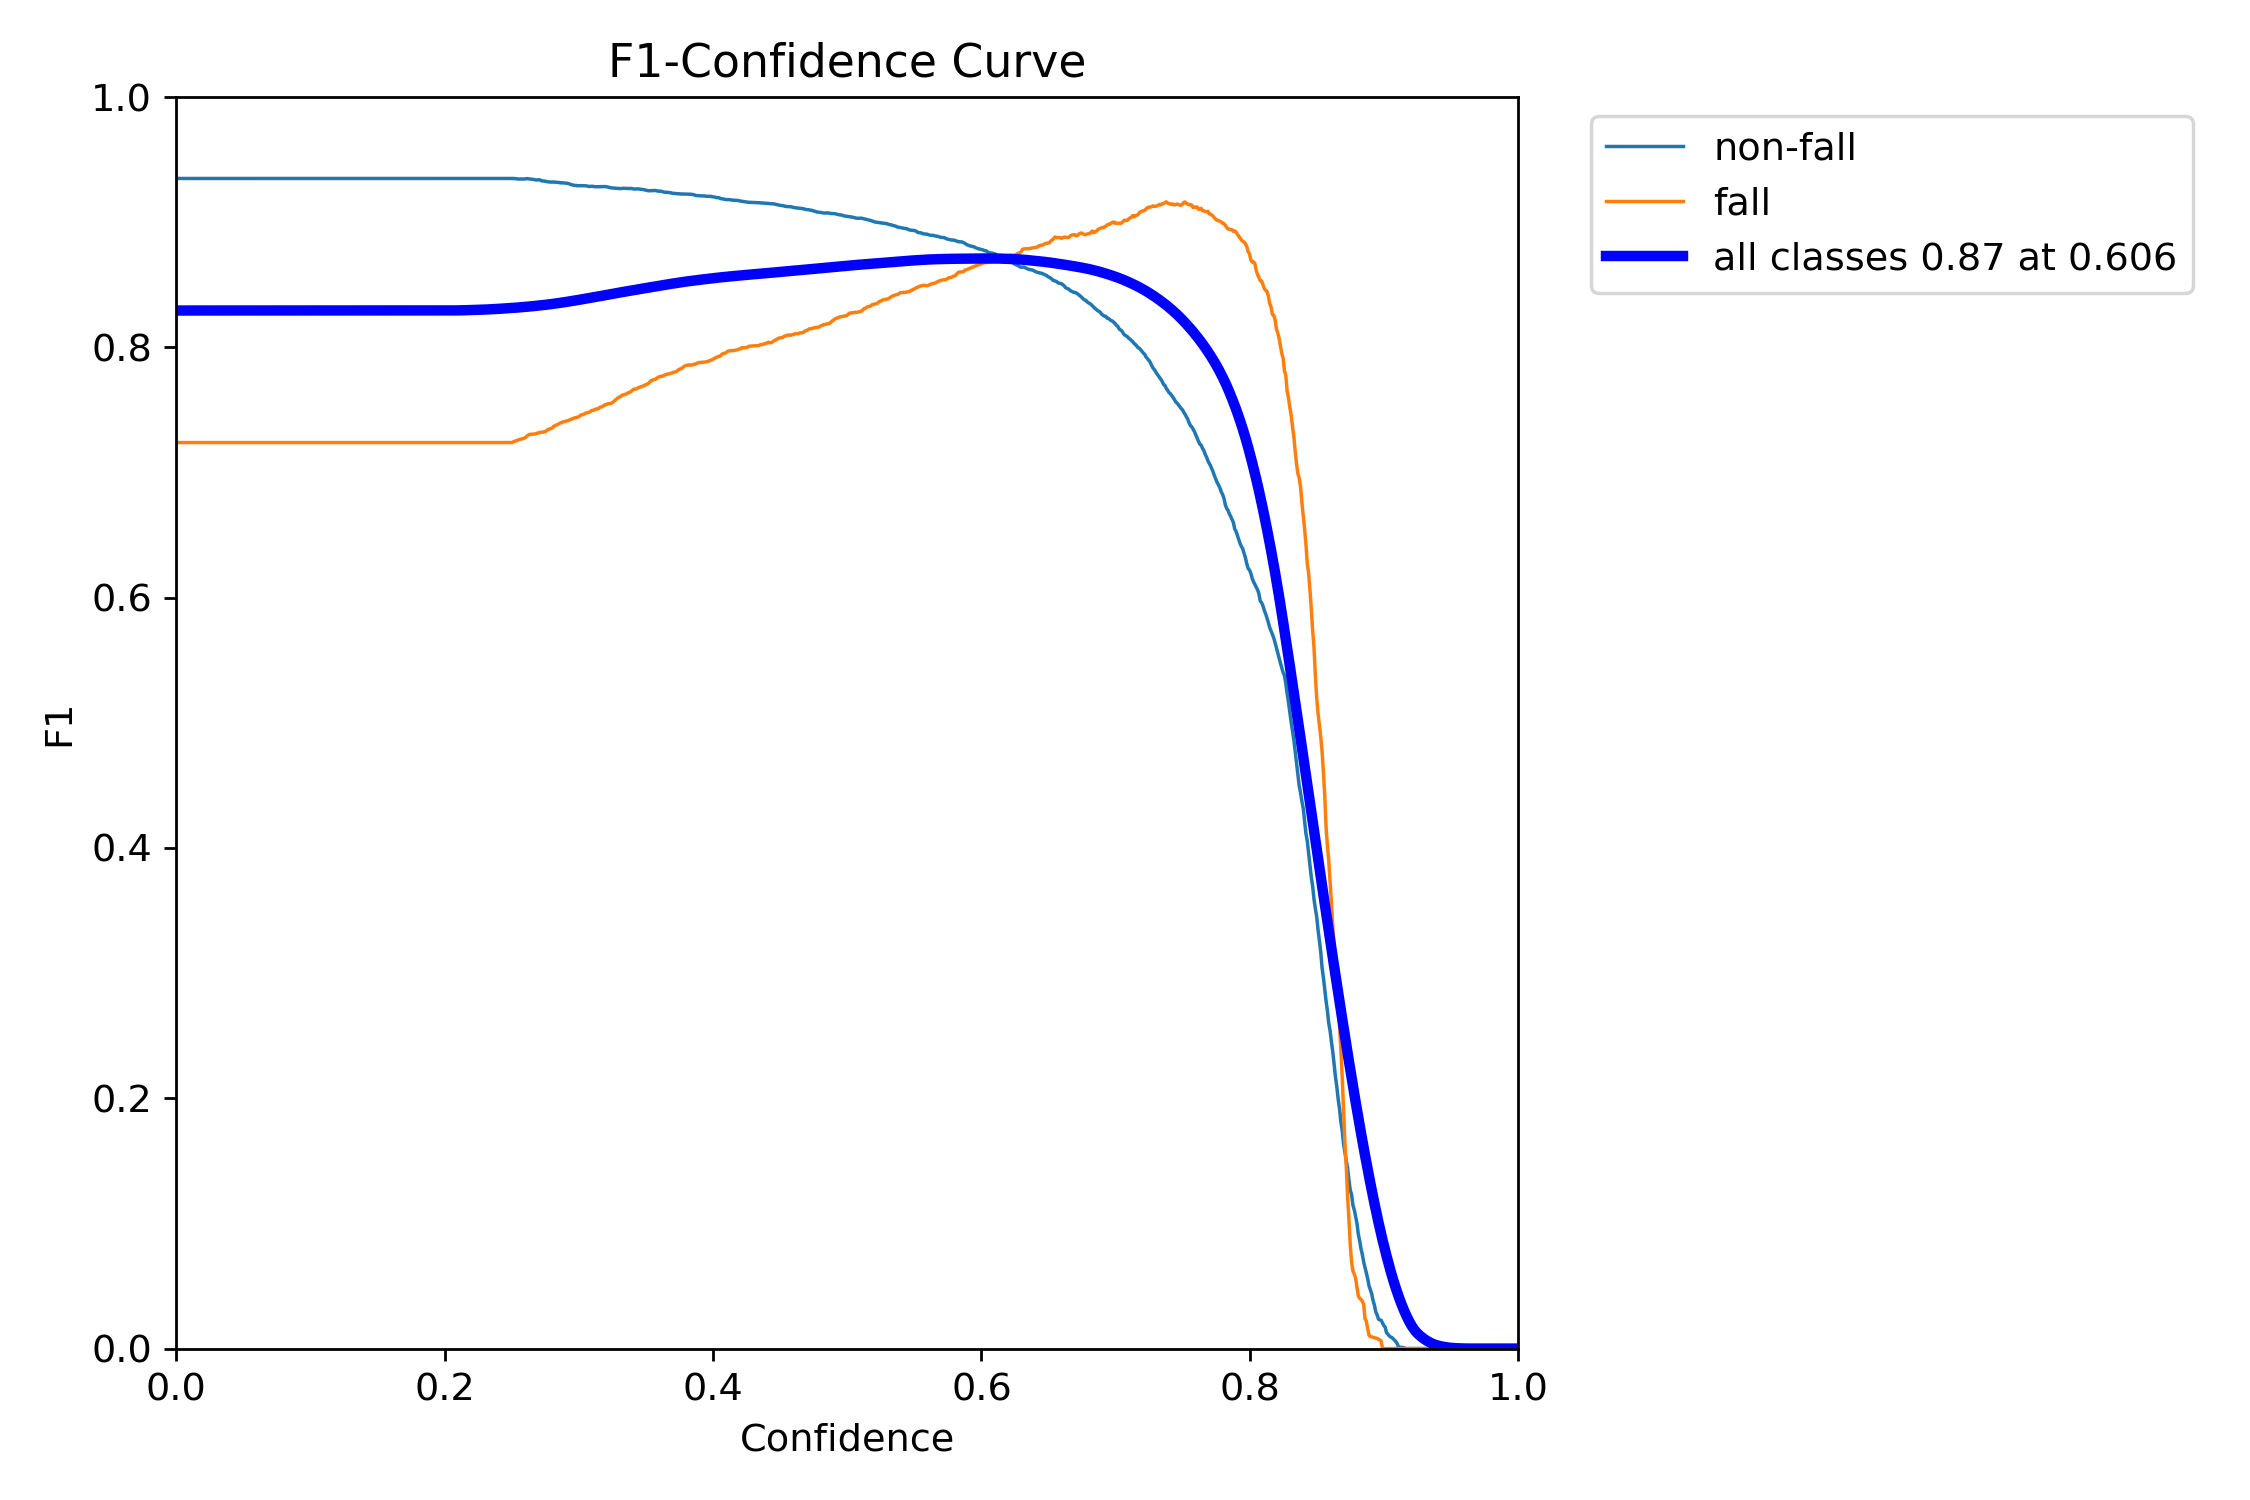 F1-Confidence Curve
non-fall
fall
all classes 0.87 at 0.606
1.0
0.8
0.6
0.4
0.2
0.0
F1
0.0 0.2 0.4 0.6 0.8 1.0
Confidence